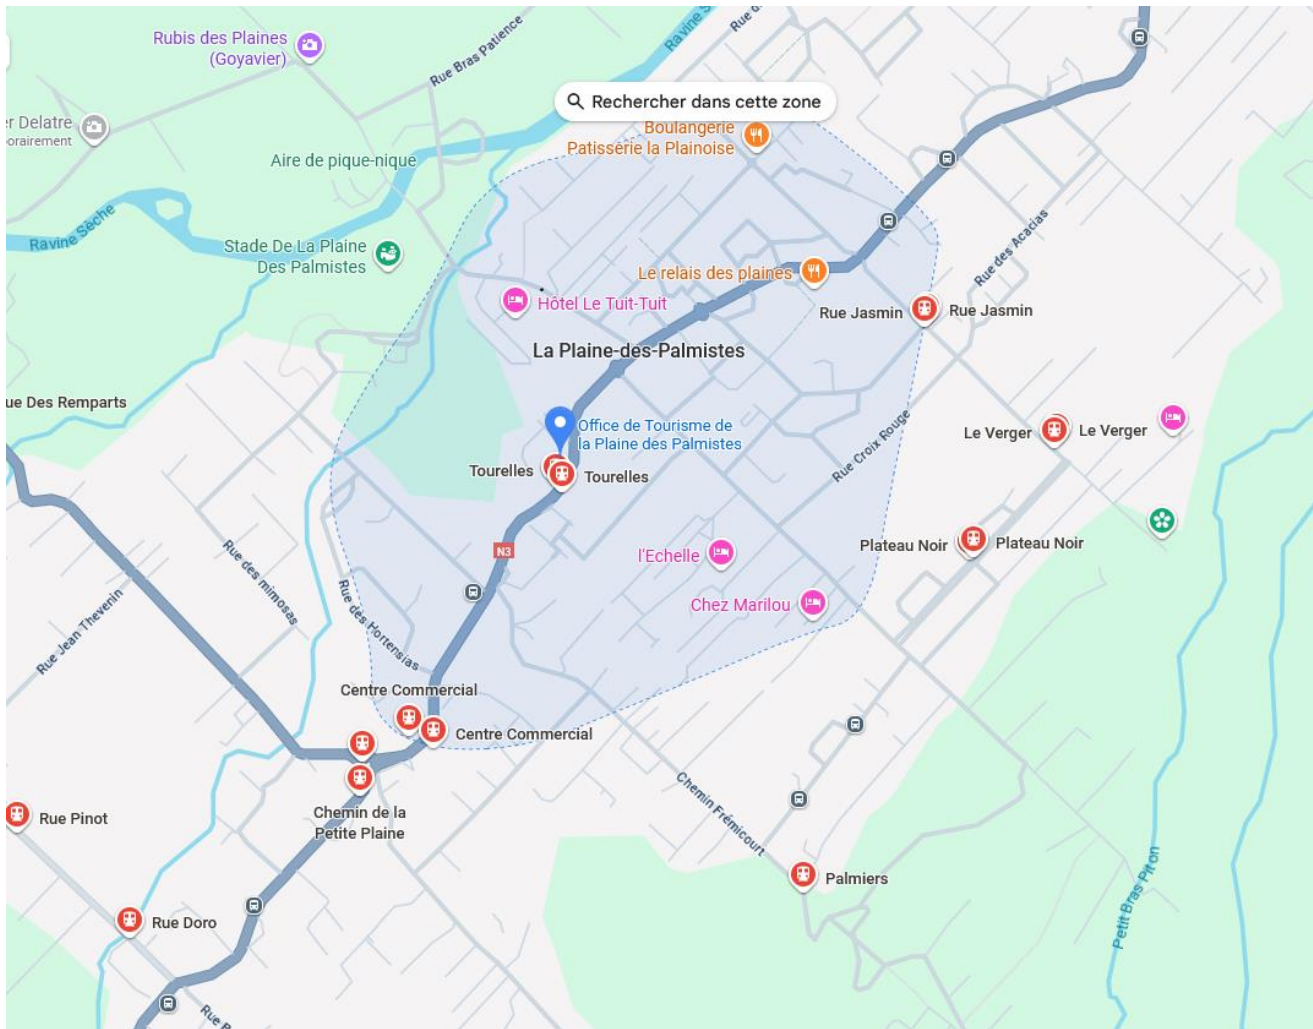 Rubis des Plaines
(Goyavier)
Rue Bras Patience
Ravine S
Rue d
Rechercher dans cette zone
er Delatre
porairement
Boulangerie
Patisserie la Plainoise
Aire de pique-nique
Ravine Sèche
Stade De La Plaine
Des Palmistes
Le relais des plaines
Rue des Acacias
Hôtel Le Tuit-Tuit
Rue Jasmin
Rue Jasmin
La Plaine-des-Palmistes
ue Des Remparts
Office de Tourisme de
la Plaine des Palmistes
Le Verger
Le Verger
Rue Croix Rouge
Tourelles
Tourelles
N3
l'Echelle
Plateau Noir
Plateau Noir
Rue des mimosas
Rue des Hortensias
Rue Jean Thevenin
Chez Marilou
Centre Commercial
Centre Commercial
Chemin de la
Petite Plaine
Rue Pinot
Chemin Frémicourt
Palmiers
Petit Bras Piton
Rue Doro